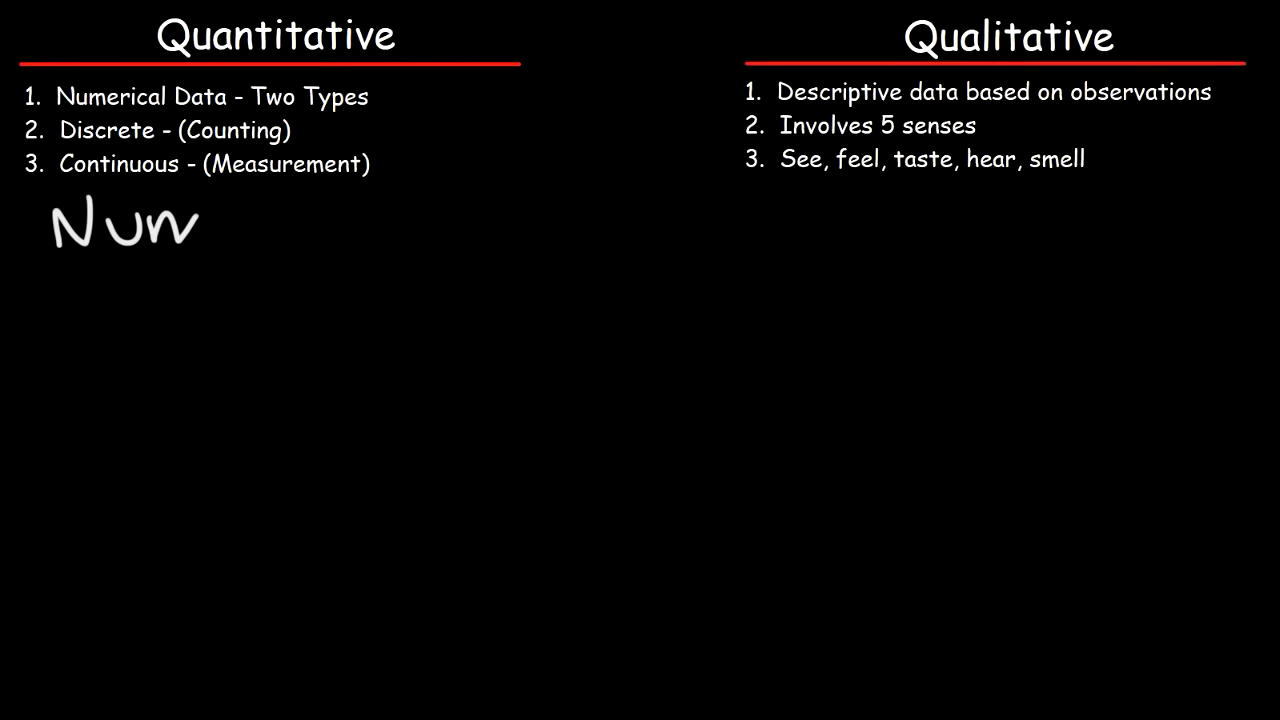 Quantitative
1. Numerical Data - Two Types
2. Discrete - (Counting)
3. Continuous - (Measurement)
Num
Qualitative
1. Descriptive data based on observations
2. Involves 5 senses
3. See, feel, taste, hear, smell